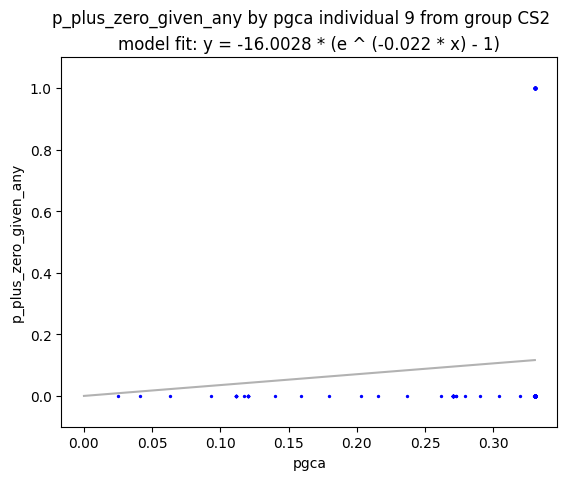 p_plus_zero_given_any by pgca individual 9 from group CS2
model fit: y = -16.0028 * (e ^ (-0.022 * x) - 1)
1.0
0.8
0.6
0.4
0.2
0.0
p_plus_zero_given_any
0.00 0.05 0.10 0.15 0.20 0.25 0.30
pgca